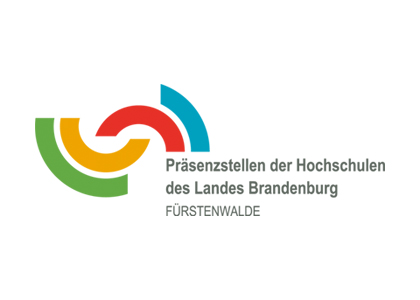 Präsenzstellen der Hochschulen
des Landes Brandenburg
FÜRSTENWALDE